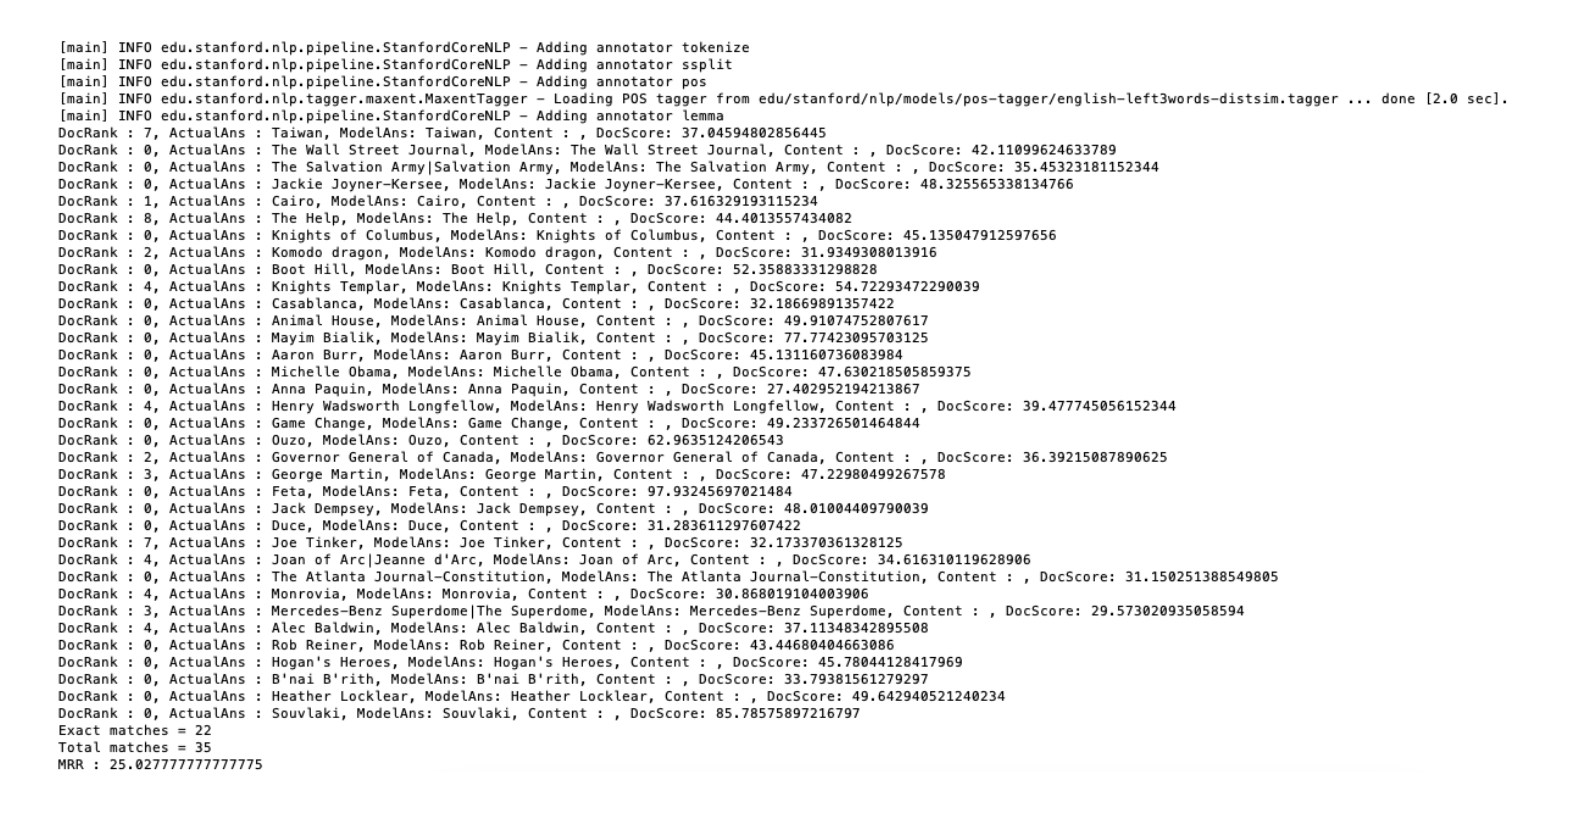 [main] INFO edu.stanford.nlp.pipeline.StanfordCoreNLP - Adding annotator tokenize
[main] INFO edu.stanford.nlp.pipeline.StanfordCoreNLP - Adding annotator ssplit
[main] INFO edu.stanford.nlp.pipeline.StanfordCoreNLP - Adding annotator pos
[main] INFO edu.stanford.nlp.tagger.maxent.MaxentTagger - Loading POS tagger from edu/stanford/nlp/models/pos-tagger/english-left3words-distsim.tagger ... done [2.0 sec].
[main] INFO edu.stanford.nlp.pipeline.StanfordCoreNLP - Adding annotator lemma
DocRank : 7, ActualAns : Taiwan, ModelAns: Taiwan, Content : , DocScore: 37.04594802856445
DocRank : 0, ActualAns : The Wall Street Journal, ModelAns: The Wall Street Journal, Content : , DocScore: 42.11099624633789
DocRank : 0, ActualAns : The Salvation Army|Salvation Army, ModelAns: The Salvation Army, Content : , DocScore: 35.45323181152344
DocRank : 0, ActualAns : Jackie Joyner-Kersee, ModelAns: Jackie Joyner-Kersee, Content : , DocScore: 48.325565338134766
DocRank : 1, ActualAns : Cairo, ModelAns: Cairo, Content : , DocScore: 37.616329193115234
DocRank : 8, ActualAns : The Help, ModelAns: The Help, Content : , DocScore: 44.4013557434082
DocRank : 0, ActualAns : Knights of Columbus, ModelAns: Knights of Columbus, Content : , DocScore: 45.135047912597656
DocRank : 2, ActualAns : Komodo dragon, ModelAns: Komodo dragon, Content : , DocScore: 31.9349308013916
DocRank : 0, ActualAns : Boot Hill, ModelAns: Boot Hill, Content : , DocScore: 52.35883331298828
DocRank : 4, ActualAns : Knights Templar, ModelAns: Knights Templar, Content : , DocScore: 54.72293472290039
DocRank : 0, ActualAns : Casablanca, ModelAns: Casablanca, Content : , DocScore: 32.18669891357422
DocRank : 0, ActualAns : Animal House, ModelAns: Animal House, Content : , DocScore: 49.91074752807617
DocRank : 0, ActualAns : Mayim Bialik, ModelAns: Mayim Bialik, Content : , DocScore: 77.77423095703125
DocRank : 0, ActualAns : Aaron Burr, ModelAns: Aaron Burr, Content : , DocScore: 45.131160736083984
DocRank : 0, ActualAns : Michelle Obama, ModelAns: Michelle Obama, Content : , DocScore: 47.630218505859375
DocRank : 0, ActualAns : Anna Paquin, ModelAns: Anna Paquin, Content : , DocScore: 27.402952194213867
DocRank : 4, ActualAns : Henry Wadsworth Longfellow, ModelAns: Henry Wadsworth Longfellow, Content : , DocScore: 39.477745056152344
DocRank : 0, ActualAns : Game Change, ModelAns: Game Change, Content : , DocScore: 49.233726501464844
DocRank : 0, ActualAns : Ouzo, ModelAns: Ouzo, Content : , DocScore: 62.9635124206543
DocRank : 2, ActualAns : Governor General of Canada, ModelAns: Governor General of Canada, Content : , DocScore: 36.39215087890625
DocRank : 3, ActualAns : George Martin, ModelAns: George Martin, Content : , DocScore: 47.22980499267578
DocRank : 0, ActualAns : Feta, ModelAns: Feta, Content : , DocScore: 97.93245697021484
DocRank : 0, ActualAns : Jack Dempsey, ModelAns: Jack Dempsey, Content : , DocScore: 48.01004409790039
DocRank : 0, ActualAns : Duce, ModelAns: Duce, Content : , DocScore: 31.283611297607422
DocRank : 7, ActualAns : Joe Tinker, ModelAns: Joe Tinker, Content : , DocScore: 32.173370361328125
DocRank : 4, ActualAns : Joan of Arc|Jeanne d'Arc, ModelAns: Joan of Arc, Content : , DocScore: 34.616310119628906
DocRank : 0, ActualAns : The Atlanta Journal-Constitution, ModelAns: The Atlanta Journal-Constitution, Content : , DocScore: 31.150251388549805
DocRank : 4, ActualAns : Monrovia, ModelAns: Monrovia, Content : , DocScore: 30.868019104003906
DocRank : 3, ActualAns : Mercedes-Benz Superdome|The Superdome, ModelAns: Mercedes-Benz Superdome, Content : , DocScore: 29.573020935058594
DocRank : 4, ActualAns : Alec Baldwin, ModelAns: Alec Baldwin, Content : , DocScore: 37.11348342895508
DocRank : 0, ActualAns : Rob Reiner, ModelAns: Rob Reiner, Content : , DocScore: 43.44680404663086
DocRank : 0, ActualAns : Hogan's Heroes, ModelAns: Hogan's Heroes, Content : , DocScore: 45.78044128417969
DocRank : 0, ActualAns : B'nai B'rith, ModelAns: B'nai B'rith, Content : , DocScore: 33.79381561279297
DocRank : 0, ActualAns : Heather Locklear, ModelAns: Heather Locklear, Content : , DocScore: 49.642940521240234
DocRank : 0, ActualAns : Souvlaki, ModelAns: Souvlaki, Content : , DocScore: 85.78575897216797
Exact matches = 22
Total matches = 35
MRR : 25.027777777777775